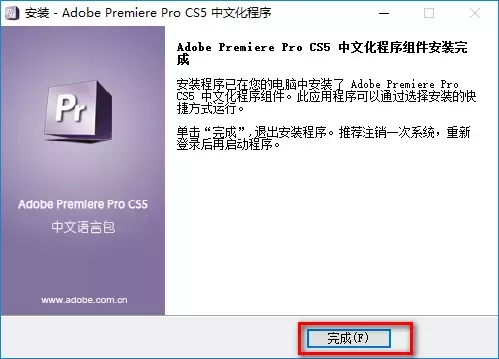 安装 - Adobe Premiere Pro CS5 中文化程序
Adobe Premiere Pro CS5 中文化程序组件安装完
成
安装程序已在您的电脑中安装了 Adobe Premiere Pro
CS5 中文化程序组件。此应用程序可以通过选择安装的快
捷方式运行。
单击“完成”,退出安装程序。推荐注销一次系统,重新
登录后再启动程序。
Pr
Adobe Premiere Pro CS5
中文语言包
www.adobe.com.cn
完成(F)